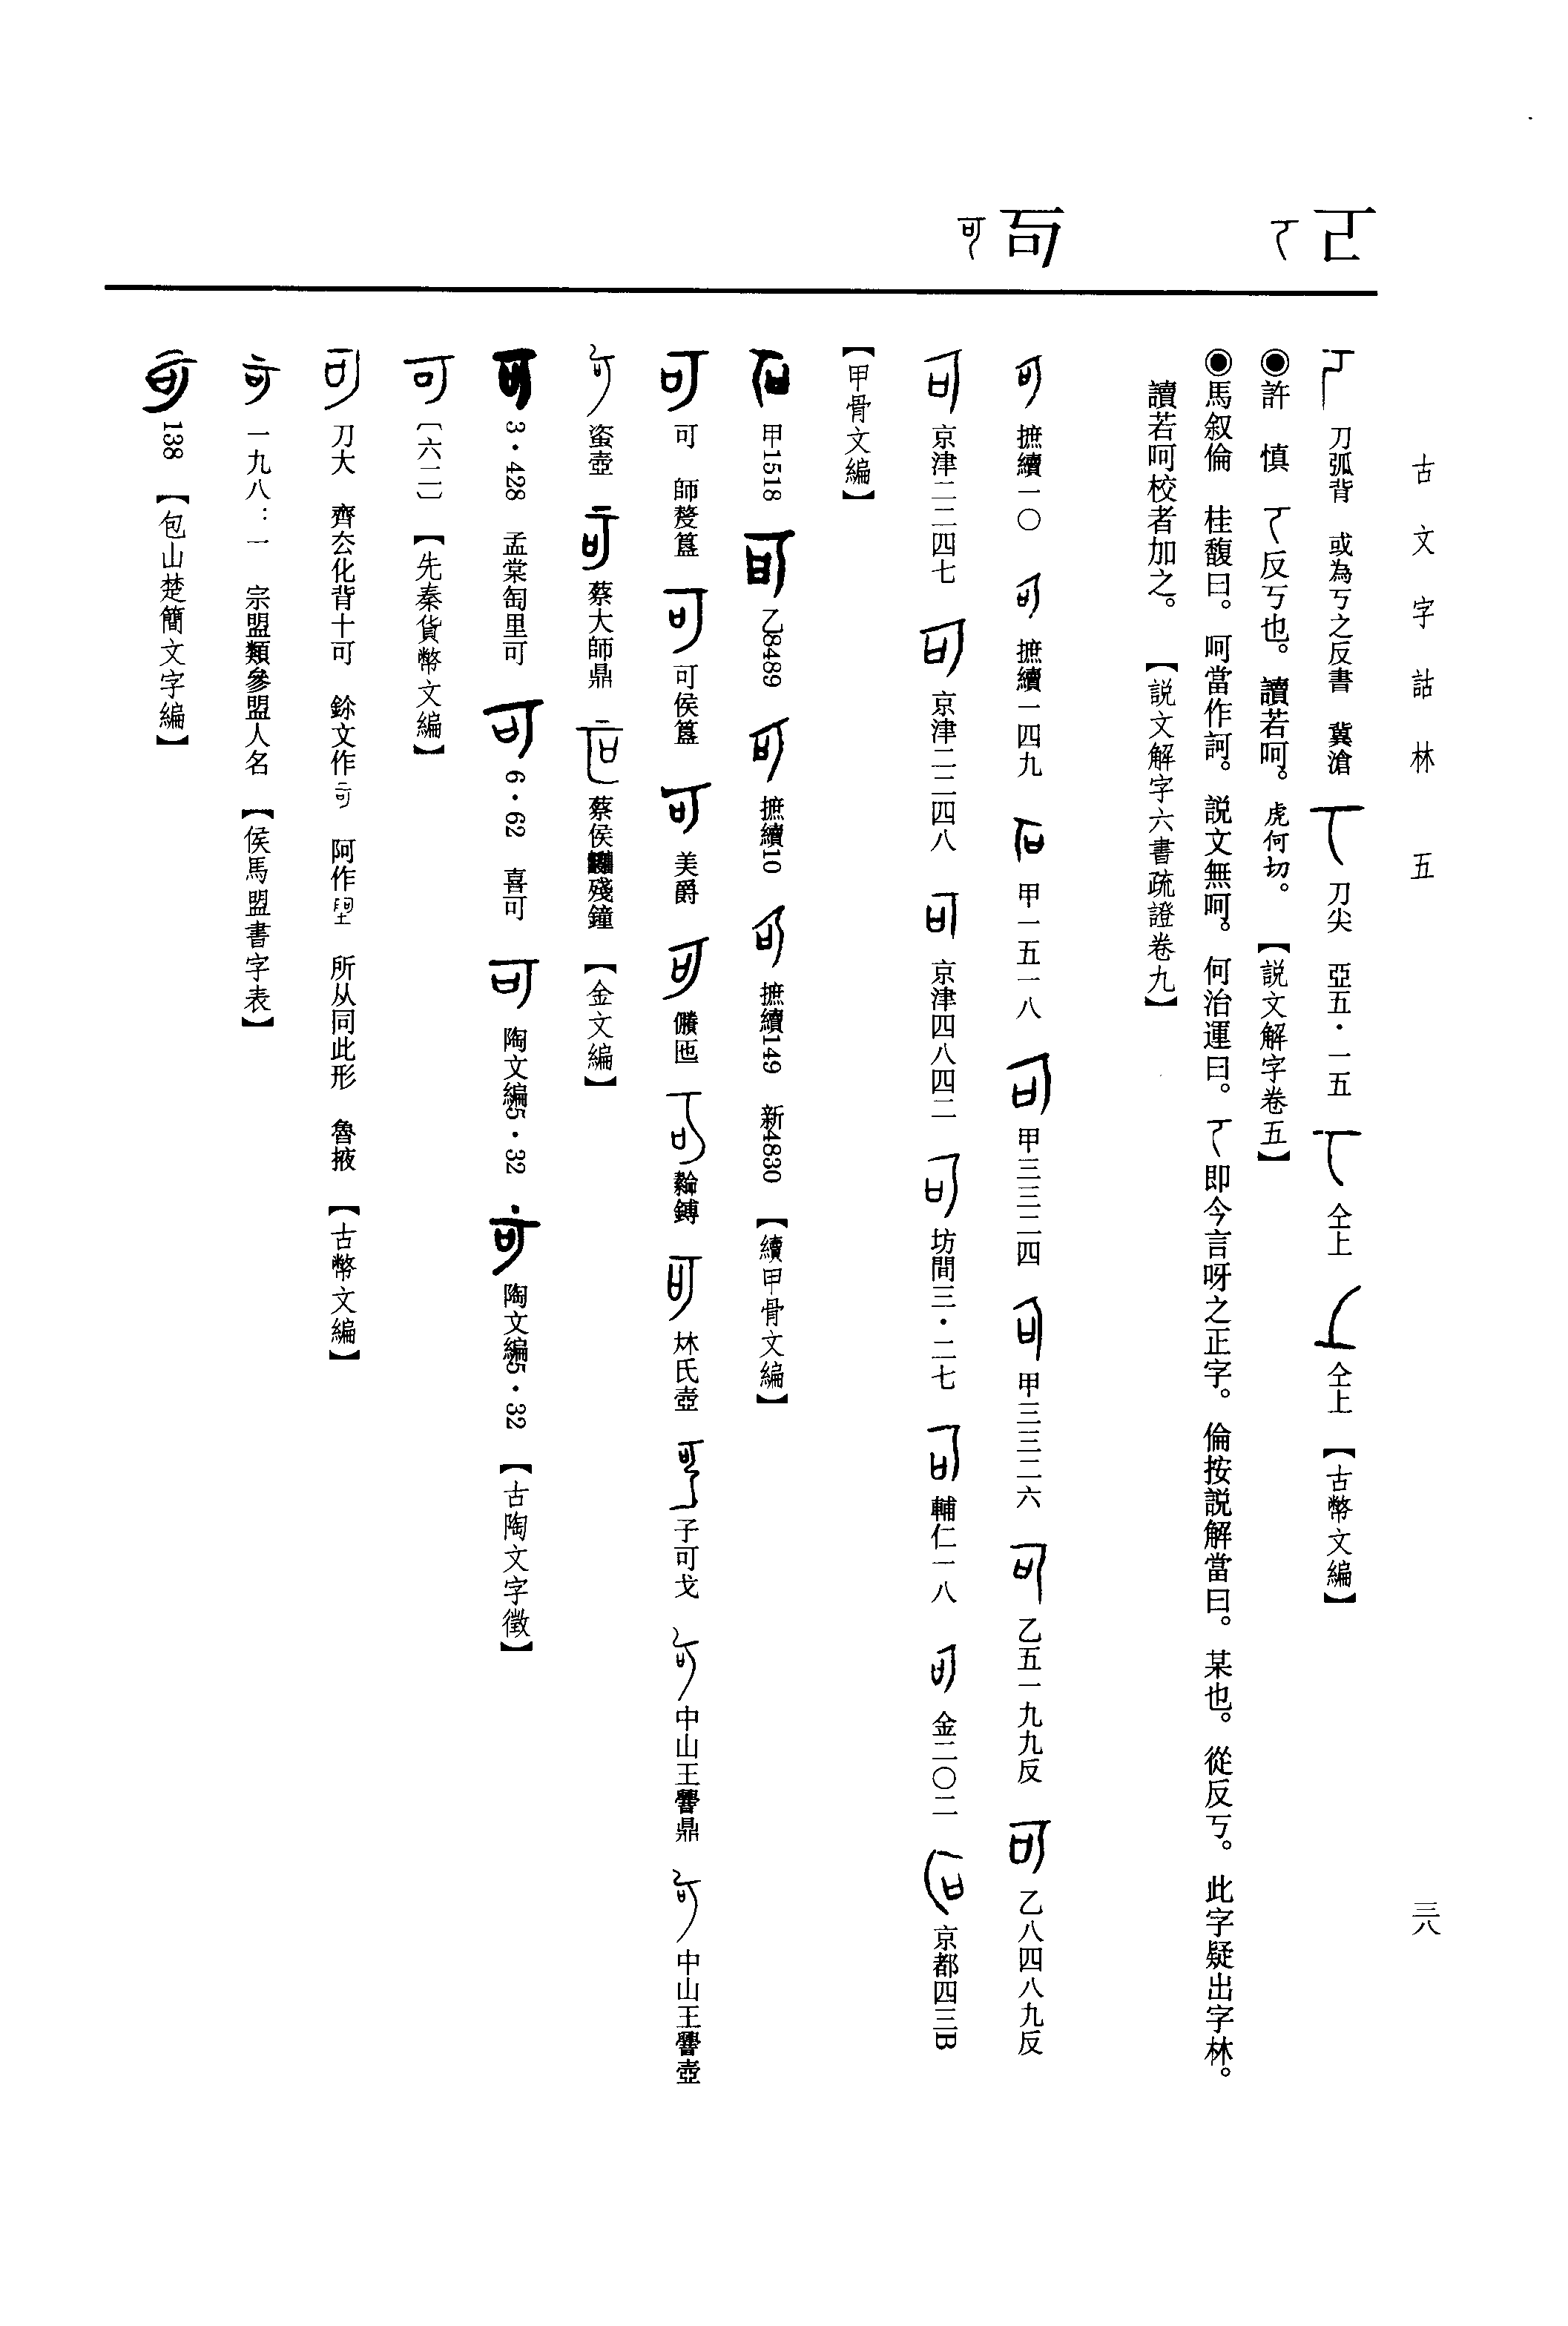 古文字詁林 五
三八
刀弧背 或為丂之反書 冀滄 刀尖 亞五・一五 仝上 仝上 【古幣文編】
◉許 慎 𠀀反丂也。讀若呵。虎何切。 【説文解字卷五】
◉馬叙倫 桂馥曰。呵當作訶。説文無呵。何治運曰。𠀀即今言呀之正字。倫按説解當曰。某也。從反丂。此字疑出字林。
讀若呵校者加之。 【説文解字六書疏證卷九】
可
摭續一〇 摭續一四九 甲一五一八 甲三三二四 甲三三二六 乙五一九九反 乙八四八九反
京津二二四七 京津二二四八 京津四八四二 坊間三・二七 輔仁一八 金二〇二 京都四三B
【甲骨文編】
甲1518 乙8489 摭續10 摭續149 新4830 【續甲骨文編】
可 師𠭰簋 可侯簋 美爵 𠑇匜 𦅫鎛 𣏟氏壺 子可戈 中山王䰜鼎 中山王䰜壺
𧊒壺 蔡大師鼎 蔡侯殘鐘 【金文編】
3・428 孟棠匋里可 6・62 喜可 陶文編5・32 陶文編5・32 【古陶文字徵】
〔六二〕 【先秦貨幣文編】
刀大 齊厺化背十可 䤾文作 阿作 所从同此形 魯掖 【古幣文編】
一九八:一 宗盟類參盟人名 【侯馬盟書字表】
138 【包山楚簡文字編】